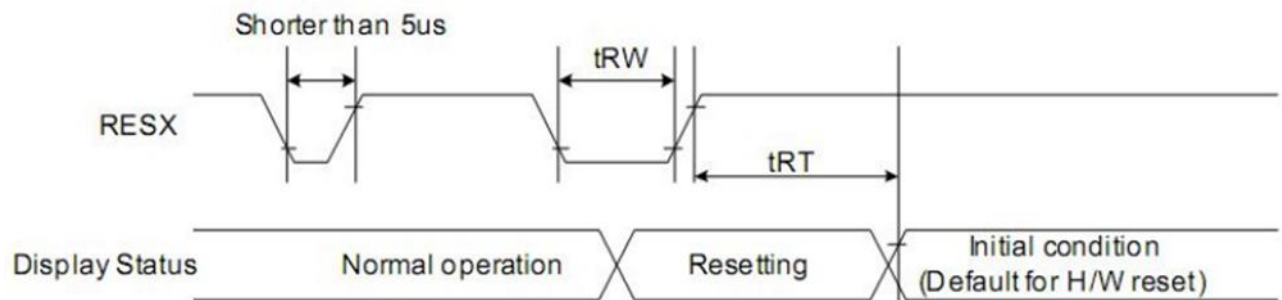 Shorter than 5us
tRW
RESX
tRT
Display Status
Normal operation
Resetting
Initial condition
(Default for H/W reset)